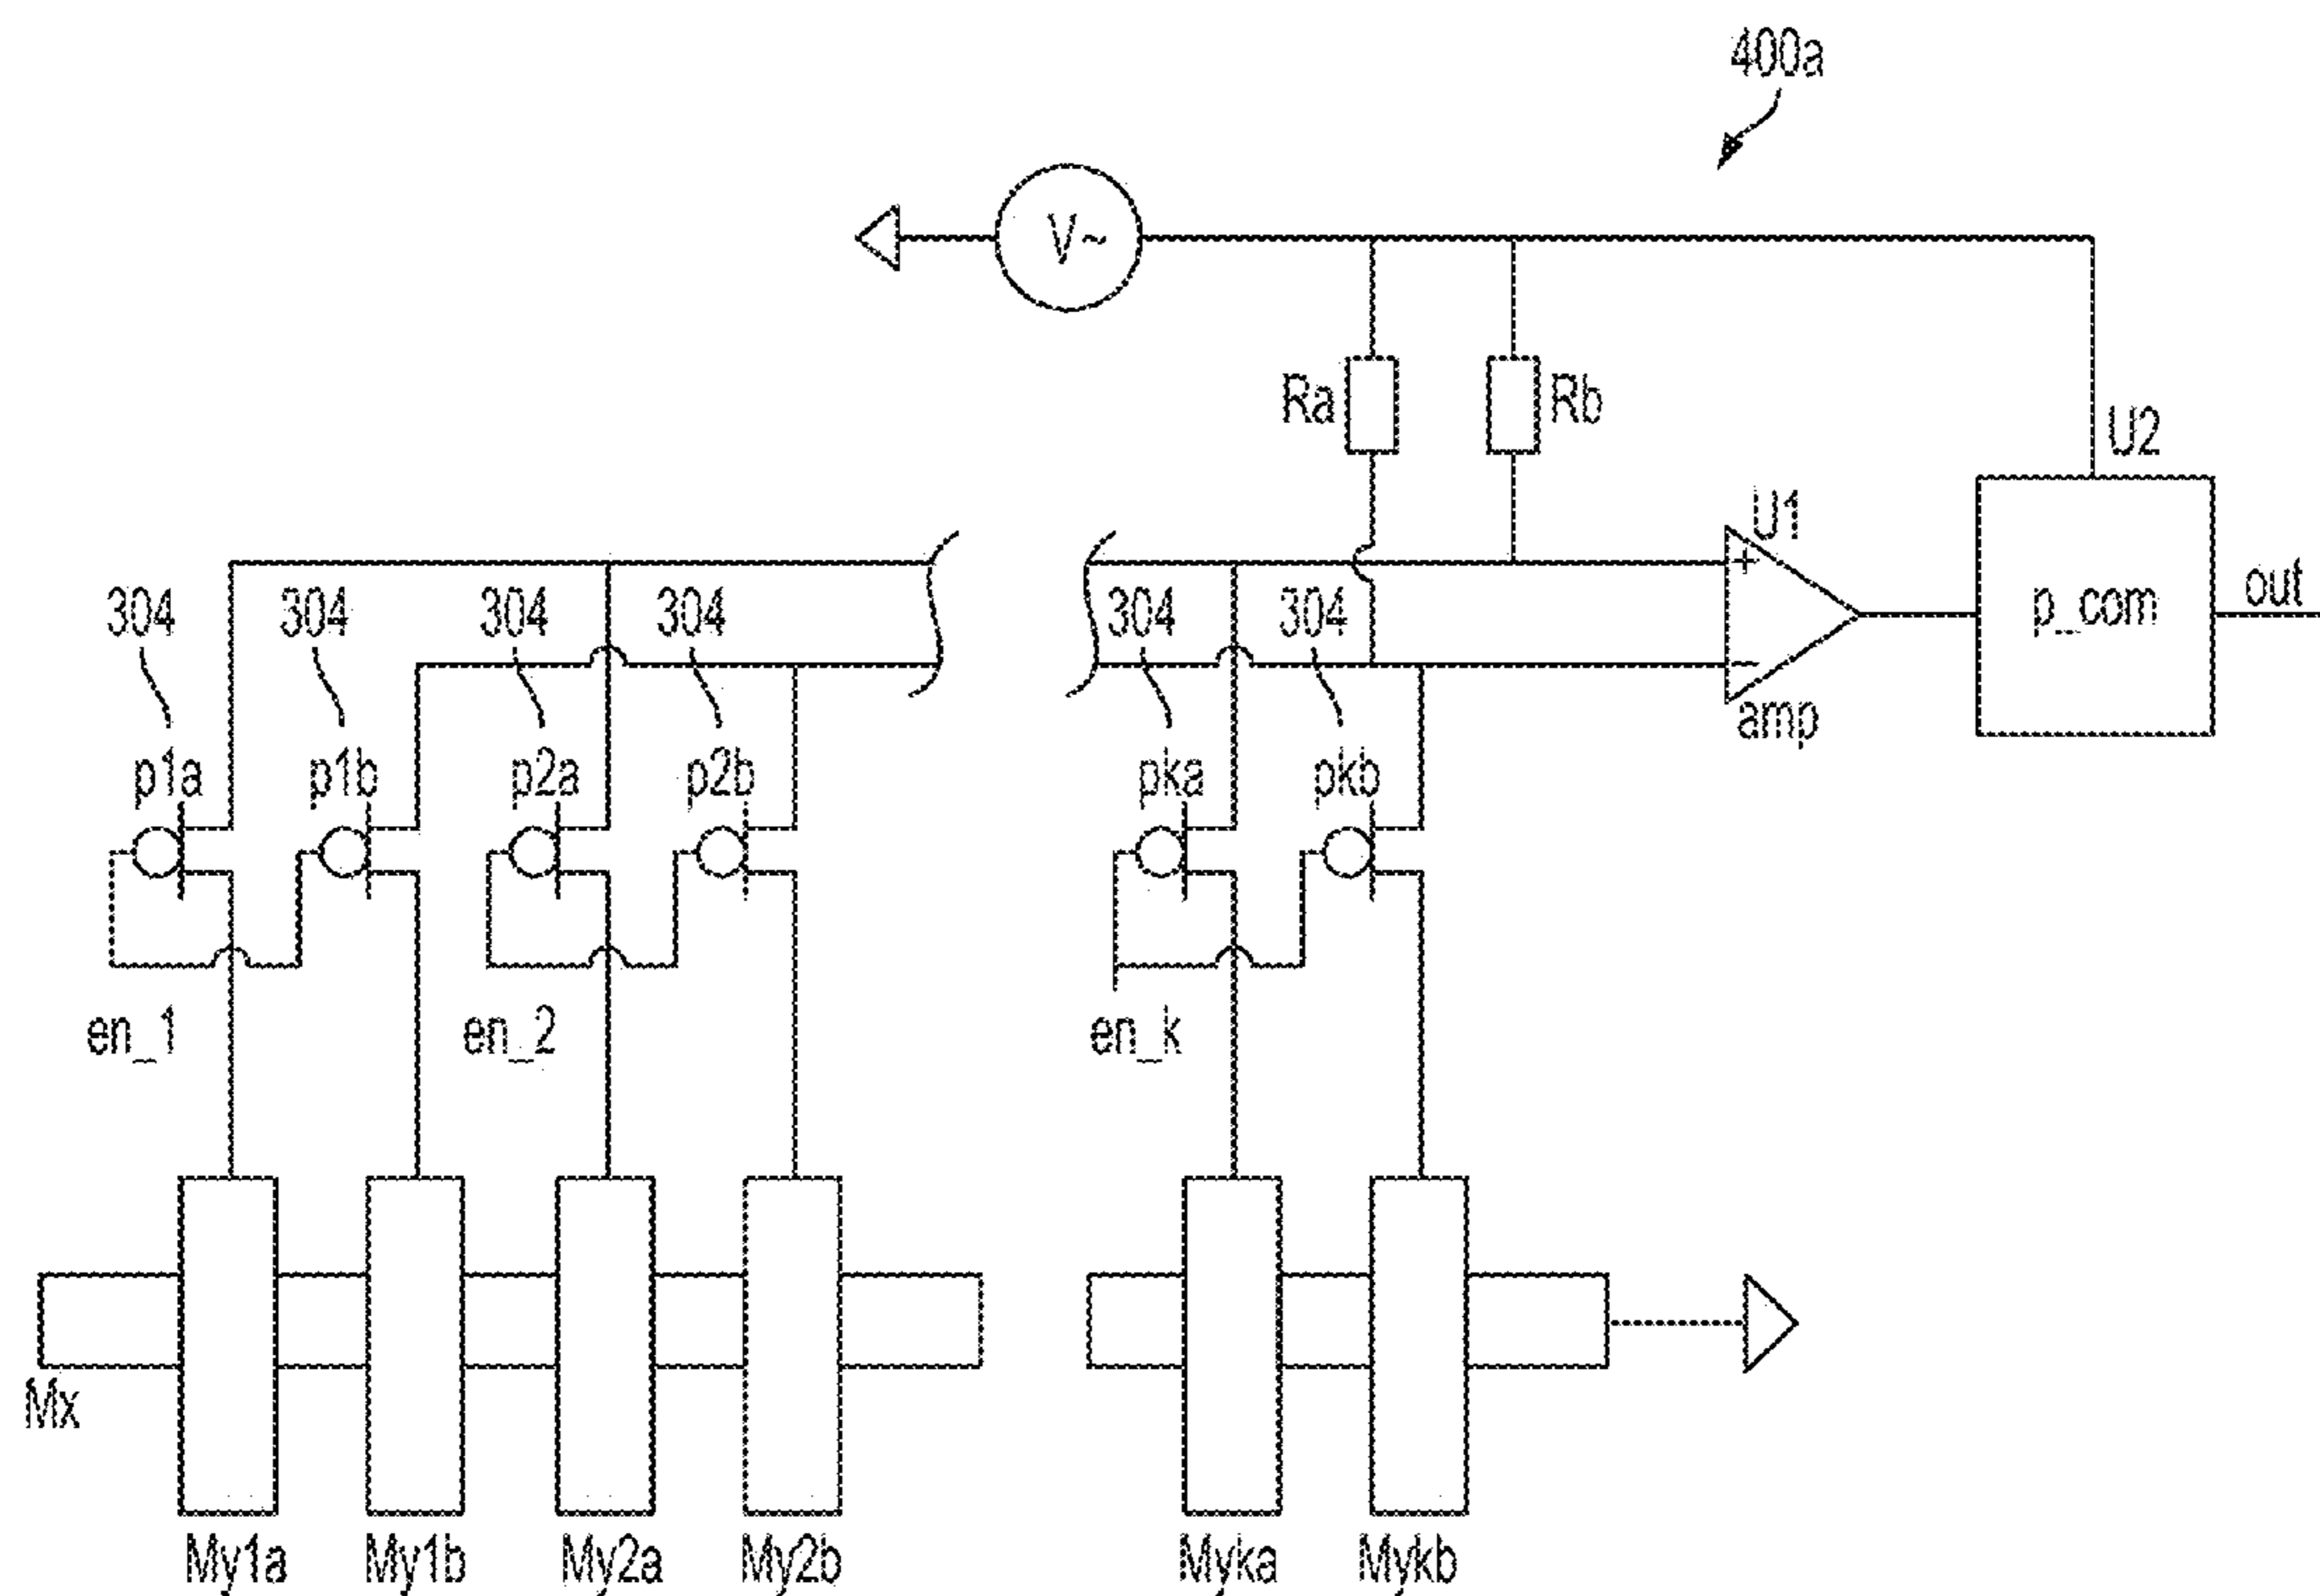 400a
V~
Ra
Rb
U2
U1
+
−
amp
p_com
out
304
304
304
304
304
304
p1a
p1b
p2a
p2b
pka
pkb
en_1
en_2
en_k
Mx
My1a
My1b
My2a
My2b
Myka
Mykb